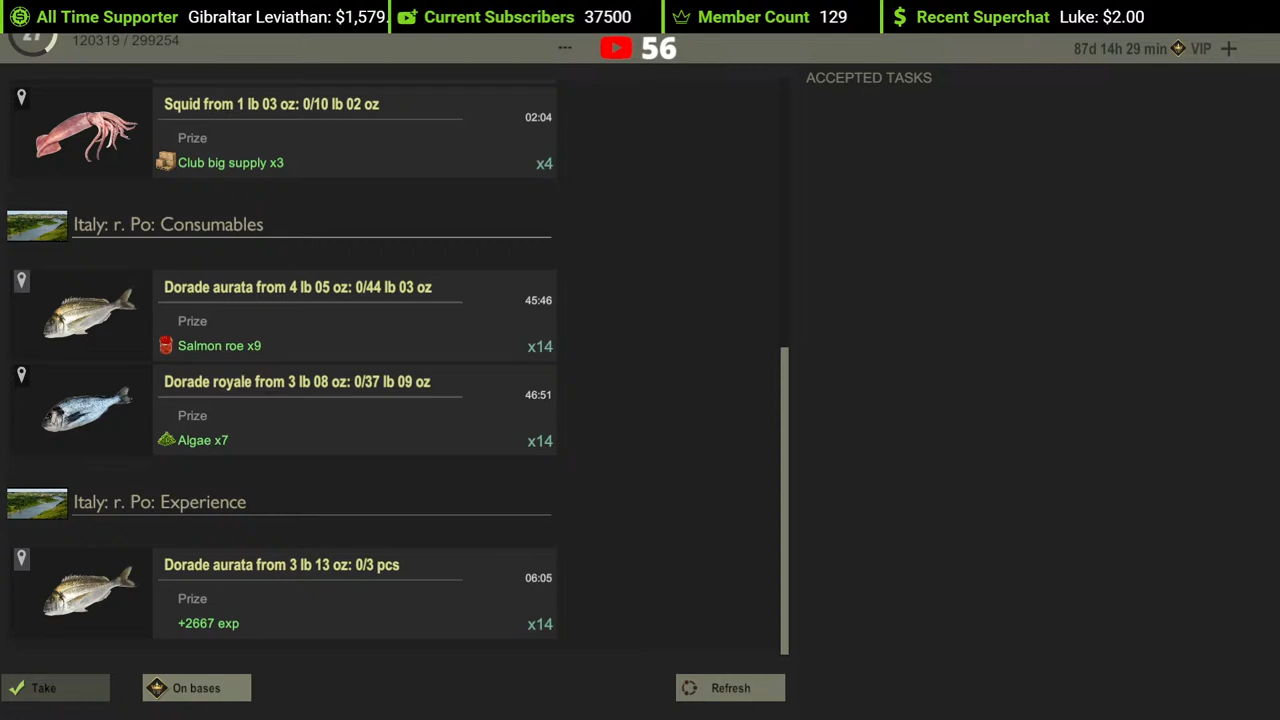 All Time Supporter Gibraltar Leviathan: $1,579.
Current Subscribers 37500
Member Count 129
Recent Superchat Luke: $2.00
27
120319 / 299254
...
56
87d 14h 29 min VIP +
ACCEPTED TASKS
Squid from 1 lb 03 oz: 0/10 lb 02 oz
02:04
Prize
Club big supply x3
x4
Italy: r. Po: Consumables
Dorade aurata from 4 lb 05 oz: 0/44 lb 03 oz
45:46
Prize
Salmon roe x9
x14
Dorade royale from 3 lb 08 oz: 0/37 lb 09 oz
46:51
Prize
Algae x7
x14
Italy: r. Po: Experience
Dorade aurata from 3 lb 13 oz: 0/3 pcs
06:05
Prize
+2667 exp
x14
Take
On bases
Refresh